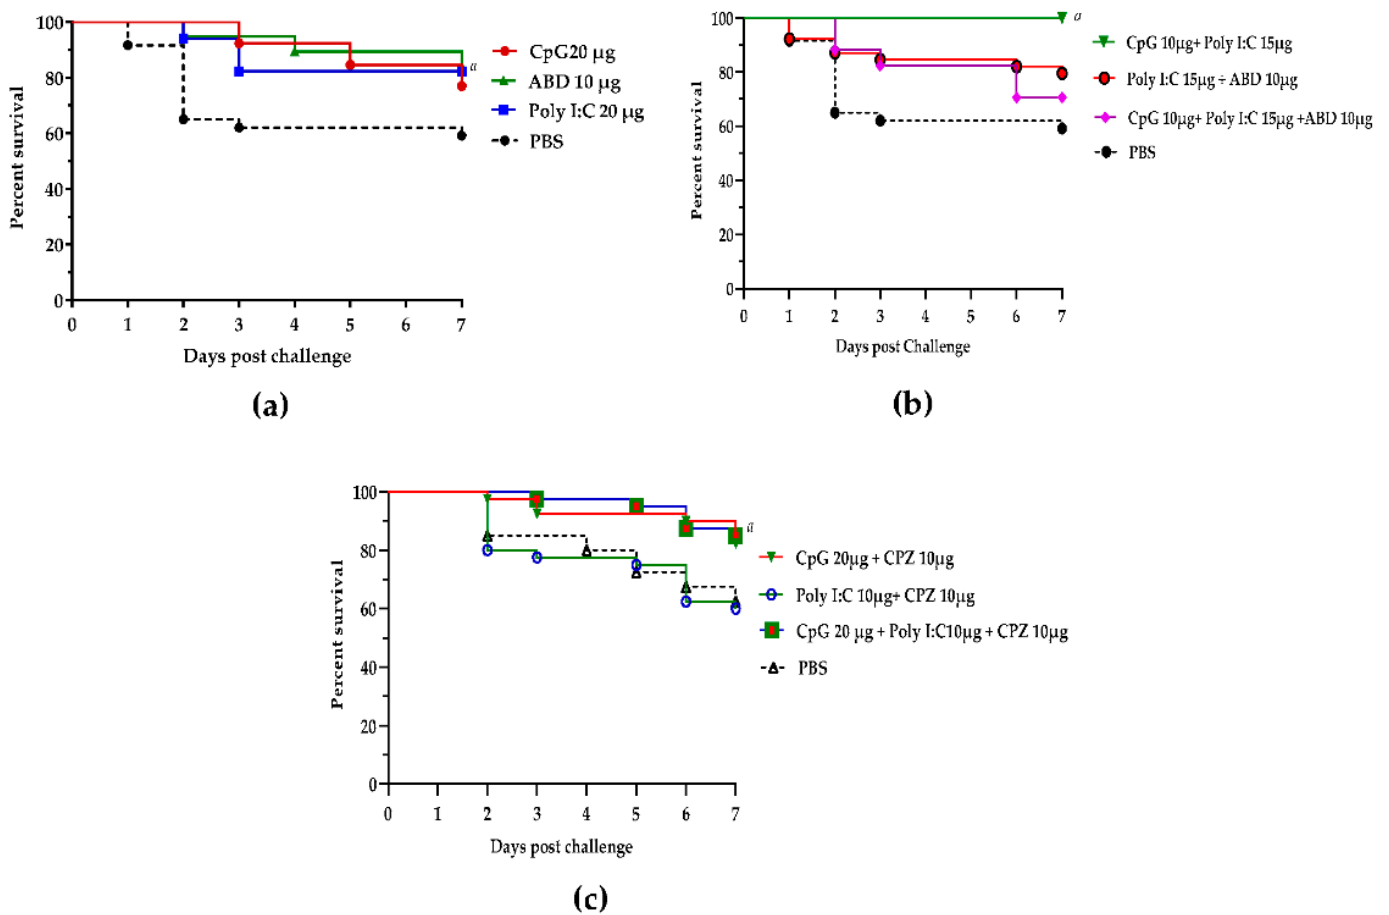 Percent survival
100
80
60
40
20
0
0 1 2 3 4 5 6 7
Days post challenge
a
CpG20 µg
ABD 10 µg
Poly I:C 20 µg
PBS
(a)
Percent survival
100
80
60
40
20
0
0 1 2 3 4 5 6 7
Days post Challenge
a
CpG 10µg+ Poly I:C 15µg
Poly I:C 15µg + ABD 10µg
CpG 10µg+ Poly I:C 15µg +ABD 10µg
PBS
(b)
Percent survival
100
80
60
40
20
0
0 1 2 3 4 5 6 7
Days post challenge
a
CpG 20µg + CPZ 10µg
Poly I:C 10µg+ CPZ 10µg
CpG 20 µg + Poly I:C10µg + CPZ 10µg
PBS
(c)